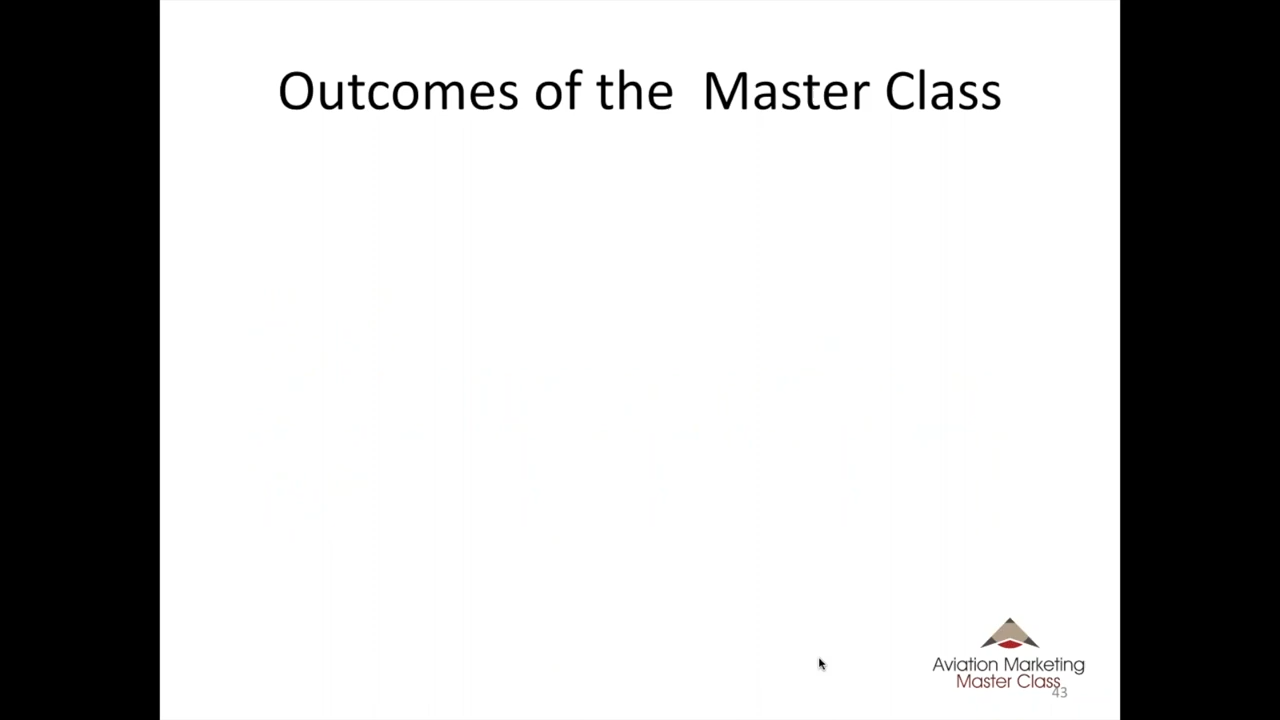 Outcomes of the  Master Class
Aviation Marketing
Master Class
43